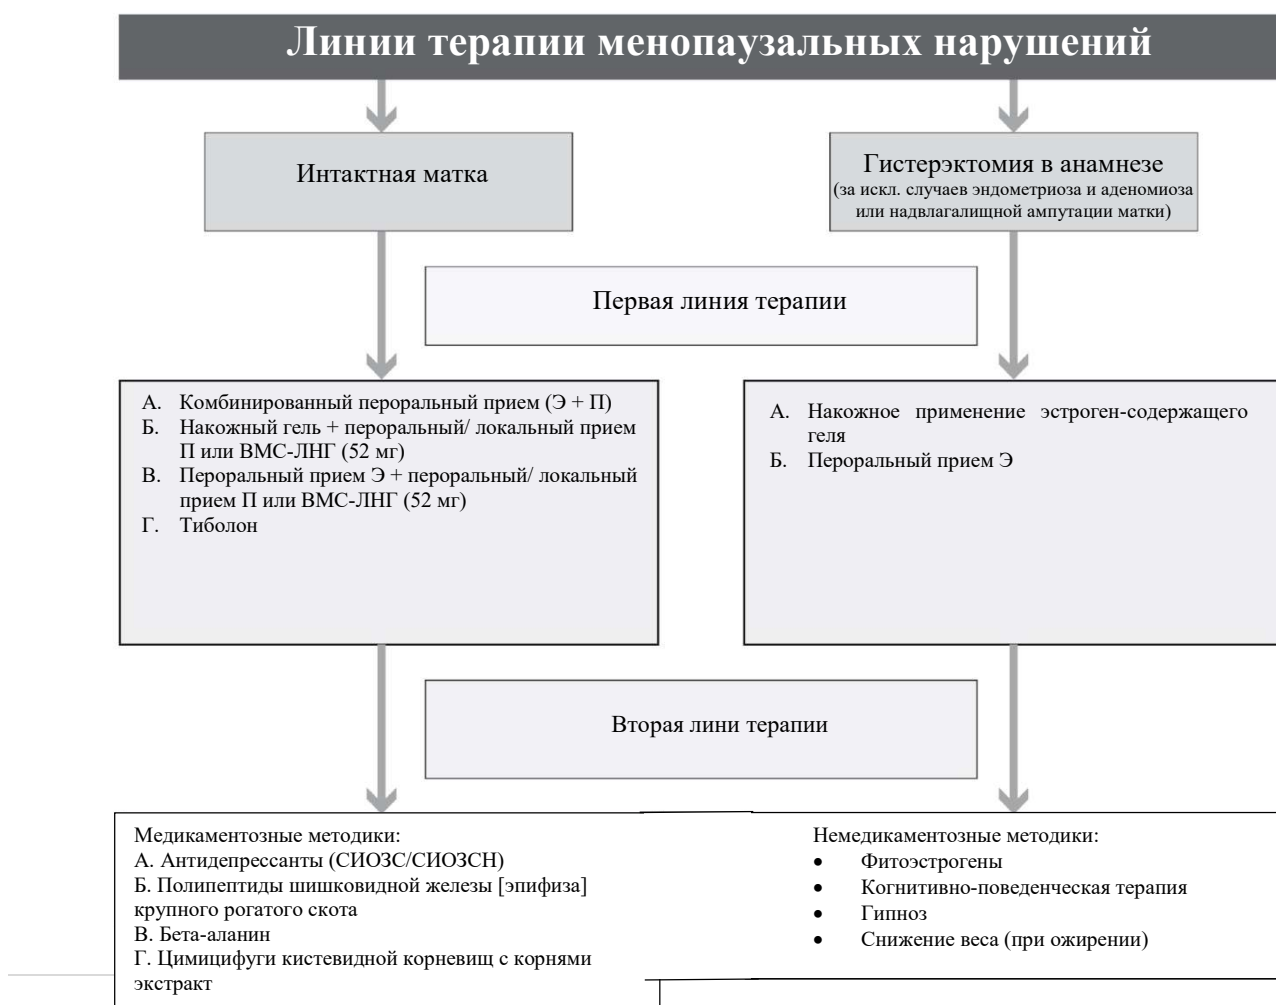 Линии терапии менопаузальных нарушений
Интактная матка
Гистерэктомия в анамнезе
(за искл. случаев эндометриоза и аденомиоза
или надвлагалищной ампутации матки)
Первая линия терапии
А. Комбинированный пероральный прием (Э + П)
Б. Накожный гель + пероральный/ локальный прием
П или ВМС-ЛНГ (52 мг)
В. Пероральный прием Э + пероральный/ локальный
прием П или ВМС-ЛНГ (52 мг)
Г. Тиболон
А. Накожное применение эстроген-содержащего
геля
Б. Пероральный прием Э
Вторая лини терапии
Медикаментозные методики:
А. Антидепрессанты (СИОЗС/СИОЗСН)
Б. Полипептиды шишковидной железы [эпифиза]
крупного рогатого скота
В. Бета-аланин
Г. Цимицифуги кистевидной корневищ с корнями
экстракт
Немедикаментозные методики:
• Фитоэстрогены
• Когнитивно-поведенческая терапия
• Гипноз
• Снижение веса (при ожирении)